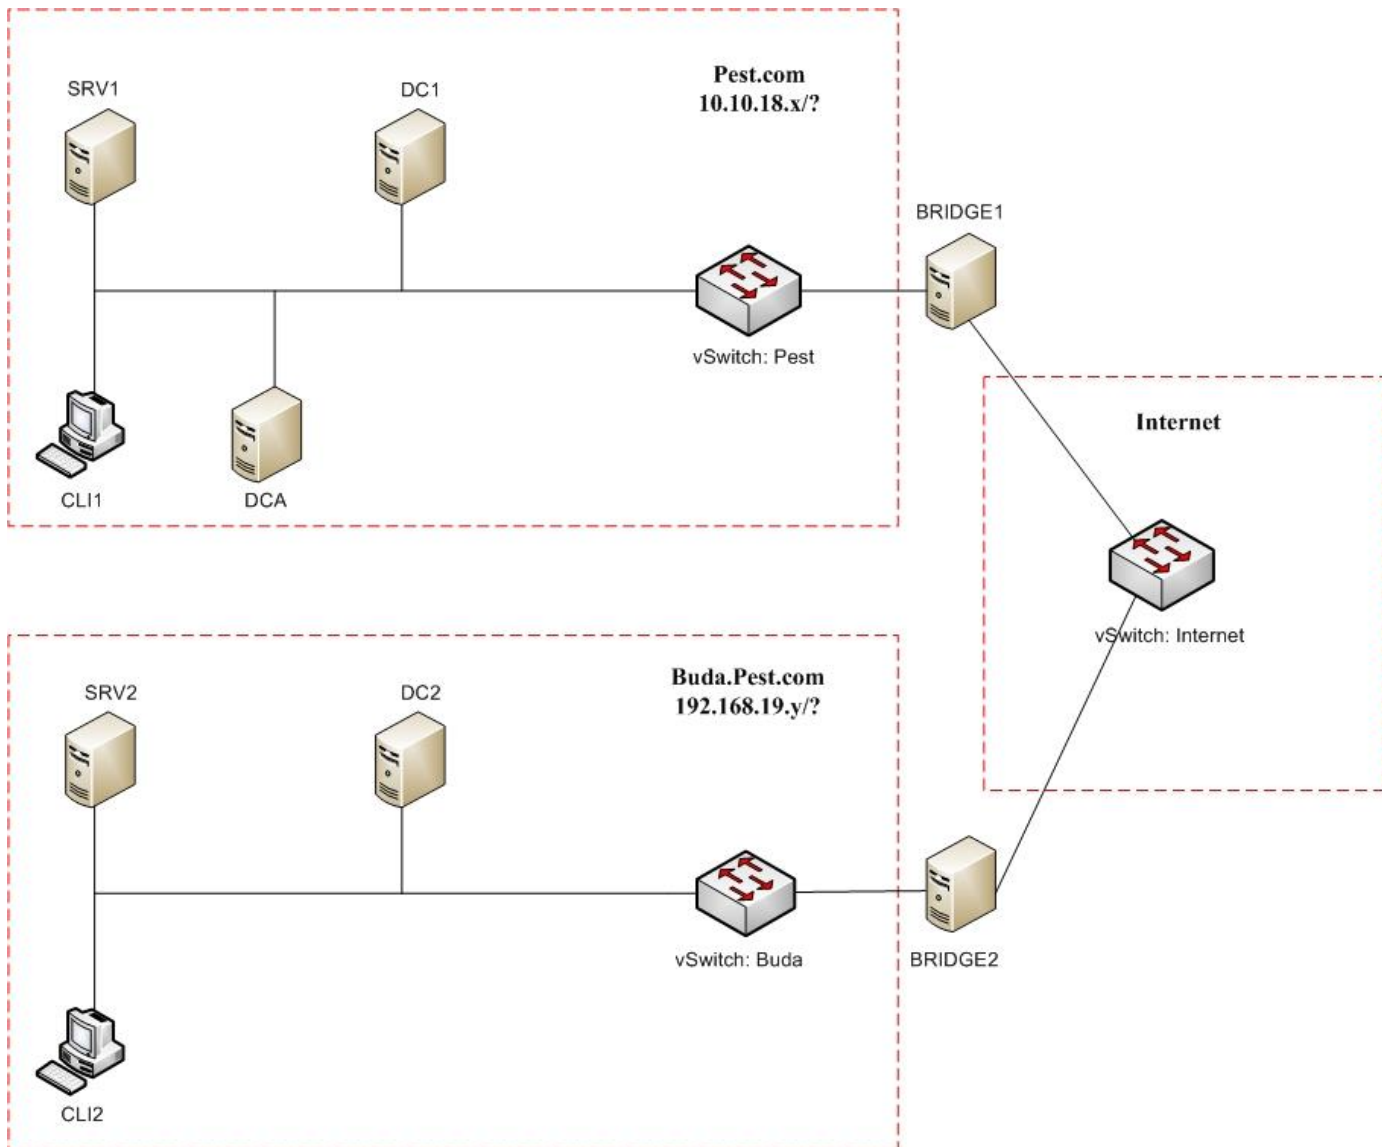 SRV1
DC1
Pest.com
10.10.18.x/?
BRIDGE1
vSwitch: Pest
CLI1
DCA
Internet
vSwitch: Internet
SRV2
DC2
Buda.Pest.com
192.168.19.y/?
vSwitch: Buda
BRIDGE2
CLI2